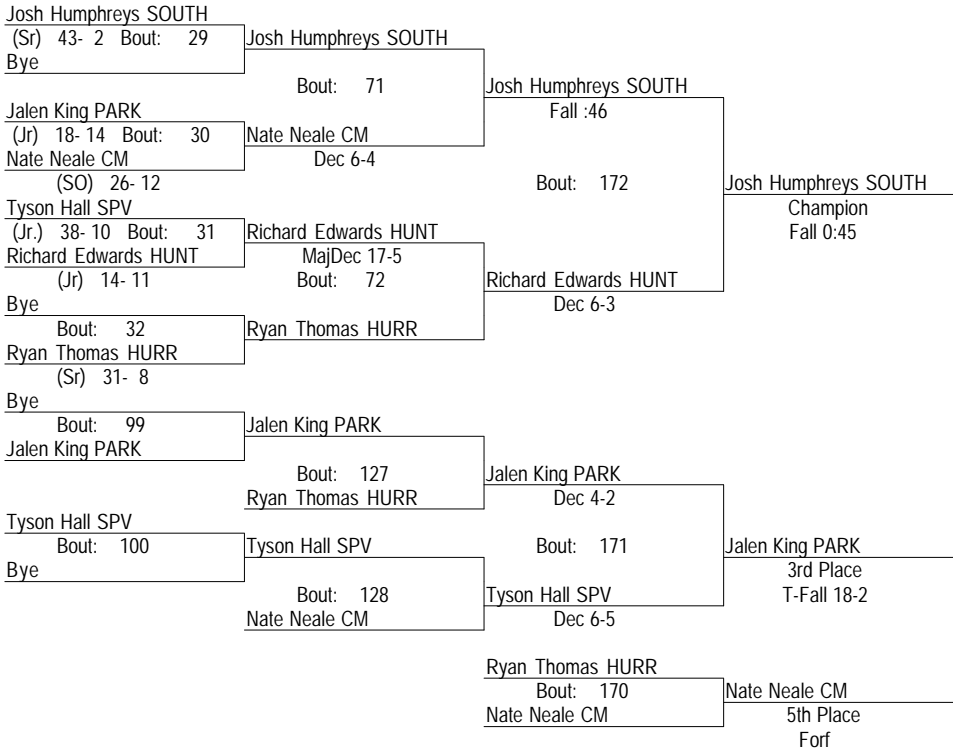 Josh Humphreys SOUTH
(Sr) 43- 2 Bout: 29
Josh Humphreys SOUTH
Bye
Bout: 71
Josh Humphreys SOUTH
Jalen King PARK
Fall :46
(Jr) 18- 14 Bout: 30
Nate Neale CM
Nate Neale CM
Dec 6-4
(SO) 26- 12
Bout: 172
Josh Humphreys SOUTH
Tyson Hall SPV
Champion
(Jr.) 38- 10 Bout: 31
Richard Edwards HUNT
Fall 0:45
Richard Edwards HUNT
MajDec 17-5
(Jr) 14- 11
Bout: 72
Richard Edwards HUNT
Bye
Dec 6-3
Bout: 32
Ryan Thomas HURR
Ryan Thomas HURR
(Sr) 31- 8
Bye
Bout: 99
Jalen King PARK
Jalen King PARK
Bout: 127
Jalen King PARK
Ryan Thomas HURR
Dec 4-2
Tyson Hall SPV
Bout: 100
Tyson Hall SPV
Bout: 171
Jalen King PARK
Bye
3rd Place
Bout: 128
Tyson Hall SPV
T-Fall 18-2
Nate Neale CM
Dec 6-5
Ryan Thomas HURR
Bout: 170
Nate Neale CM
Nate Neale CM
5th Place
Forf